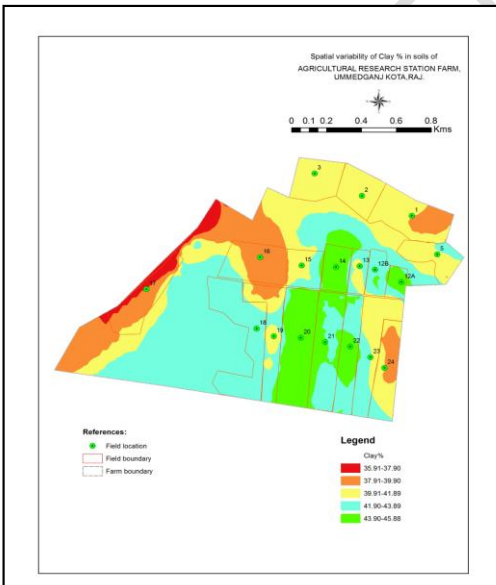 Spatial variability of Clay % in soils of
AGRICULTURAL RESEARCH STATION FARM,
UMMEDGANJ KOTA,RAJ.
0 0.1 0.2 0.4 0.6 0.8
Kms
3
2
1
5
16
15
14
13
12B
12A
17
18
19
20
21
22
23
24
References:
Field location
Field boundary
Farm boundary
Legend
Clay%
35.91-37.90
37.91-39.90
39.91-41.89
41.90-43.89
43.90-45.88